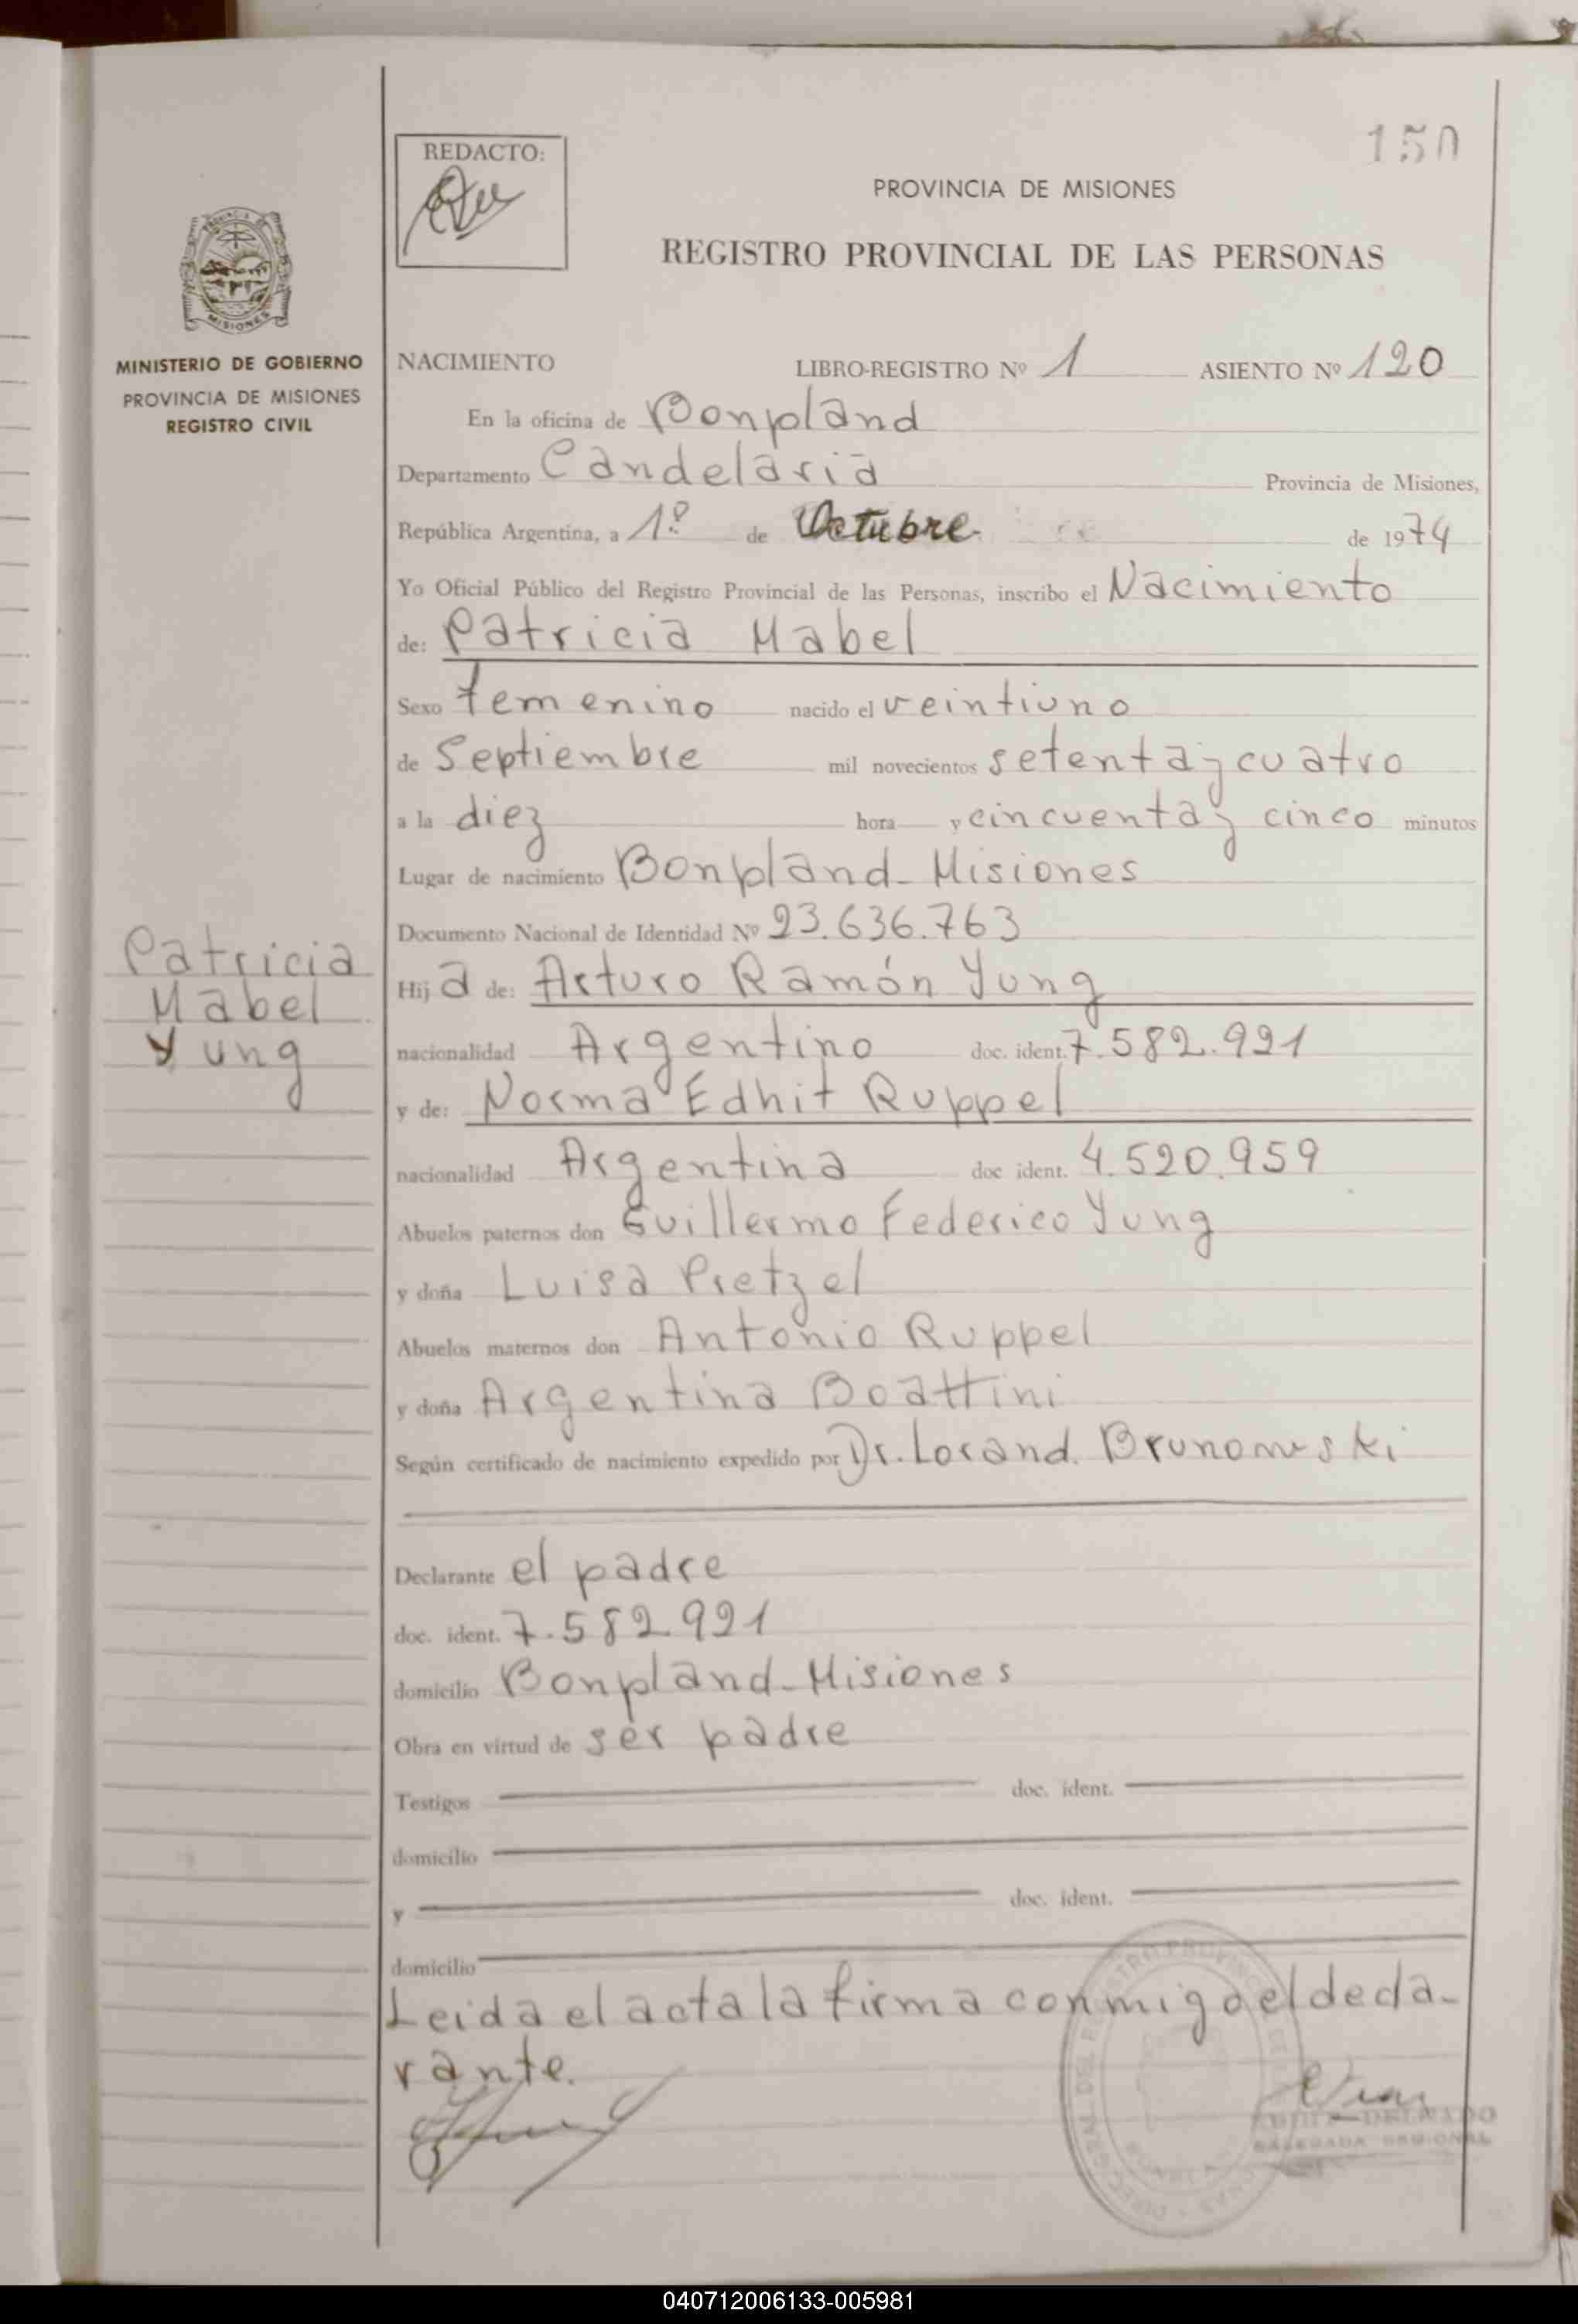 150
REDACTO:
PROVINCIA DE MISIONES
REGISTRO PROVINCIAL DE LAS PERSONAS
MISIONES
MINISTERIO DE GOBIERNO
PROVINCIA DE MISIONES
REGISTRO CIVIL
NACIMIENTO LIBRO-REGISTRO Nº 1 ASIENTO Nº 120
En la oficina de Bonpland
Departamento Candelaria Provincia de Misiones,
República Argentina, a 1º de Octubre de 1974
Yo Oficial Público del Registro Provincial de las Personas, inscribo el Nacimiento
de: Patricia Mabel
Sexo femenino nacido el veintiuno
de Septiembre mil novecientos setenta y cuatro
a la diez hora y cincuenta y cinco minutos
Lugar de nacimiento Bonpland - Misiones
Documento Nacional de Identidad Nº 23.636.763
Patricia
Mabel
Yung
Hija de: Arturo Ramón Yung
nacionalidad Argentino doc. ident. 7.582.991
y de: Norma Edhit Ruppel
nacionalidad Argentina doc ident. 4.520.959
Abuelos paternos don Guillermo Federico Yung
y doña Luisa Pretzel
Abuelos maternos don Antonio Ruppel
y doña Argentina Boattini
Según certificado de nacimiento expedido por Dr. Lorand. Brunowski
Declarante el padre
doc. ident. 7.582.991
domicilio Bonpland - Misiones
Obra en virtud de ser padre
Testigos doc. ident.
domicilio
y doc. ident.
domicilio
Leida el acta la firma conmigo el decla-
rante.
040712006133-005981